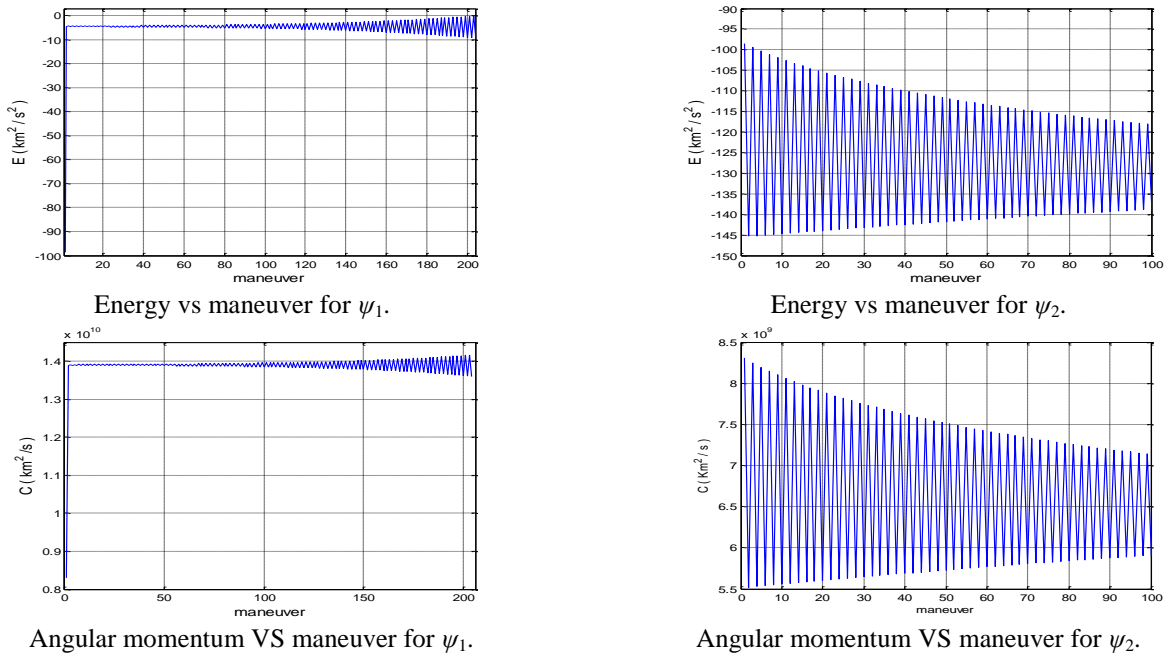 0
-10
-20
-30
-40
-50
-60
-70
-80
-90
-100
E ( km² / s² )
20 40 60 80 100 120 140 160 180 200
maneuver
Energy vs maneuver for ψ₁.
-90
-95
-100
-105
-110
-115
-120
-125
-130
-135
-140
-145
-150
E ( km² / s² )
0 10 20 30 40 50 60 70 80 90 100
maneuver
Energy vs maneuver for ψ₂.
x 10¹⁰
1.4
1.3
1.2
1.1
1
0.9
0.8
C ( km² /s )
0 50 100 150 200
maneuver
Angular momentum VS maneuver for ψ₁.
x 10⁹
8.5
8
7.5
7
6.5
6
5.5
C ( Km² / s )
0 10 20 30 40 50 60 70 80 90 100
maneuver
Angular momentum VS maneuver for ψ₂.